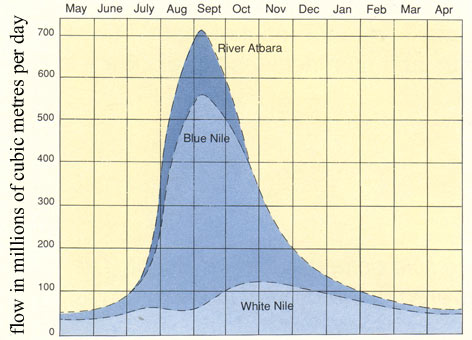 May June July Aug Sept Oct Nov Dec Jan Feb Mar Apr
flow in millions of cubic metres per day
700
600
500
400
300
200
100
0
River Atbara
Blue Nile
White Nile